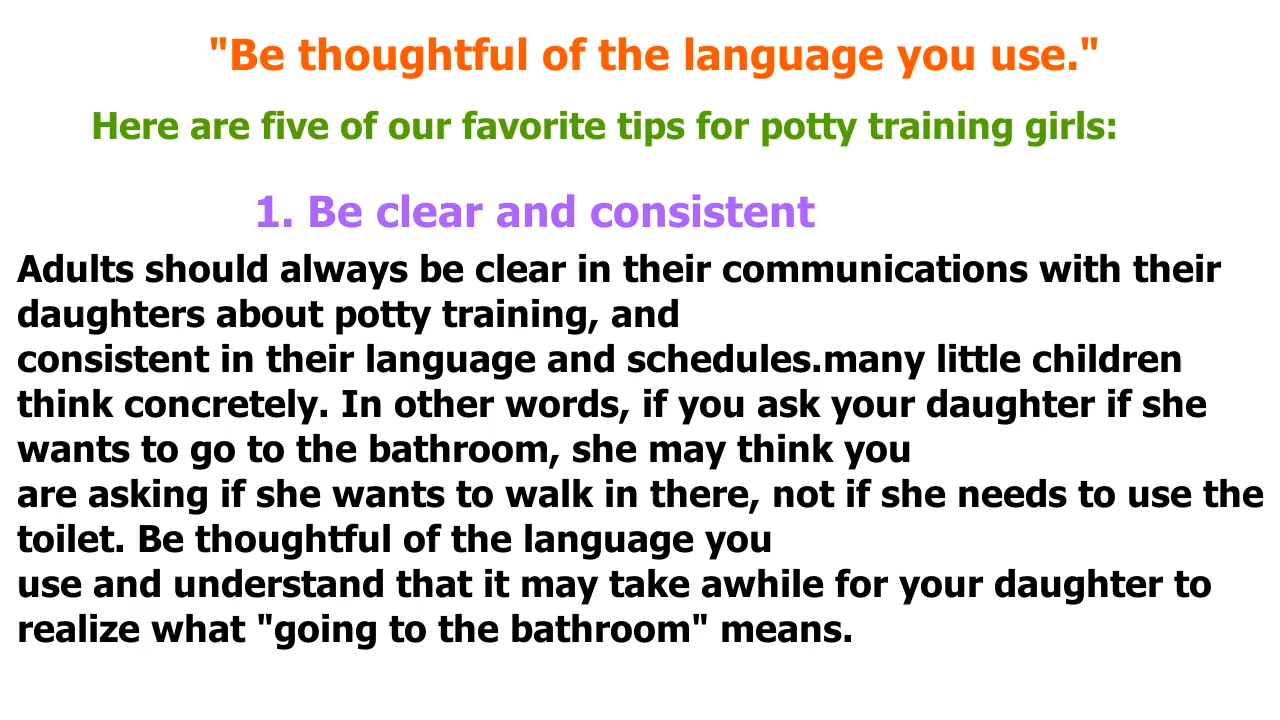 "Be thoughtful of the language you use."
Here are five of our favorite tips for potty training girls:
1. Be clear and consistent
Adults should always be clear in their communications with their
daughters about potty training, and
consistent in their language and schedules.many little children
think concretely. In other words, if you ask your daughter if she
wants to go to the bathroom, she may think you
are asking if she wants to walk in there, not if she needs to use the
toilet. Be thoughtful of the language you
use and understand that it may take awhile for your daughter to
realize what "going to the bathroom" means.